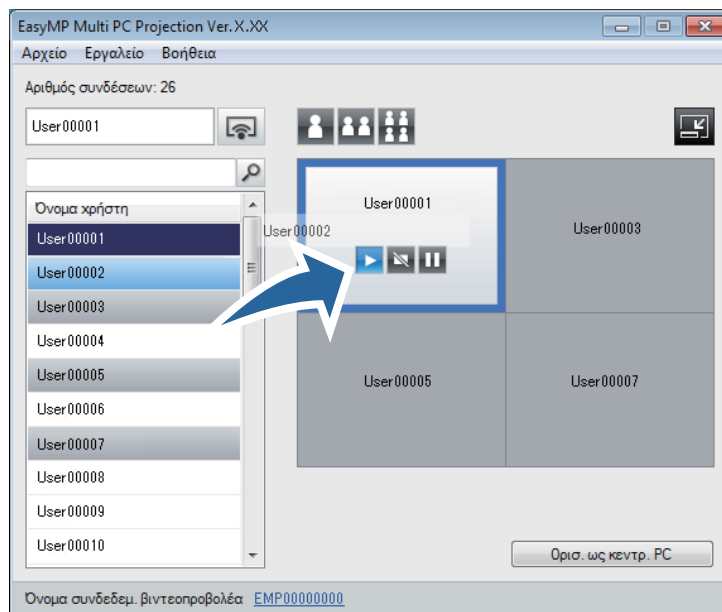 EasyMP Multi PC Projection Ver.X.XX
Αρχείο Εργαλείο Βοήθεια
Αριθμός συνδέσεων: 26
User00001
Όνομα χρήστη
User00001
User00002
User00003
User00004
User00005
User00006
User00007
User00008
User00009
User00010
User00001
User00002
User00003
User00005
User00007
Ορισ. ως κεντρ. PC
Όνομα συνδεδεμ. βιντεοπροβολέα EMP00000000